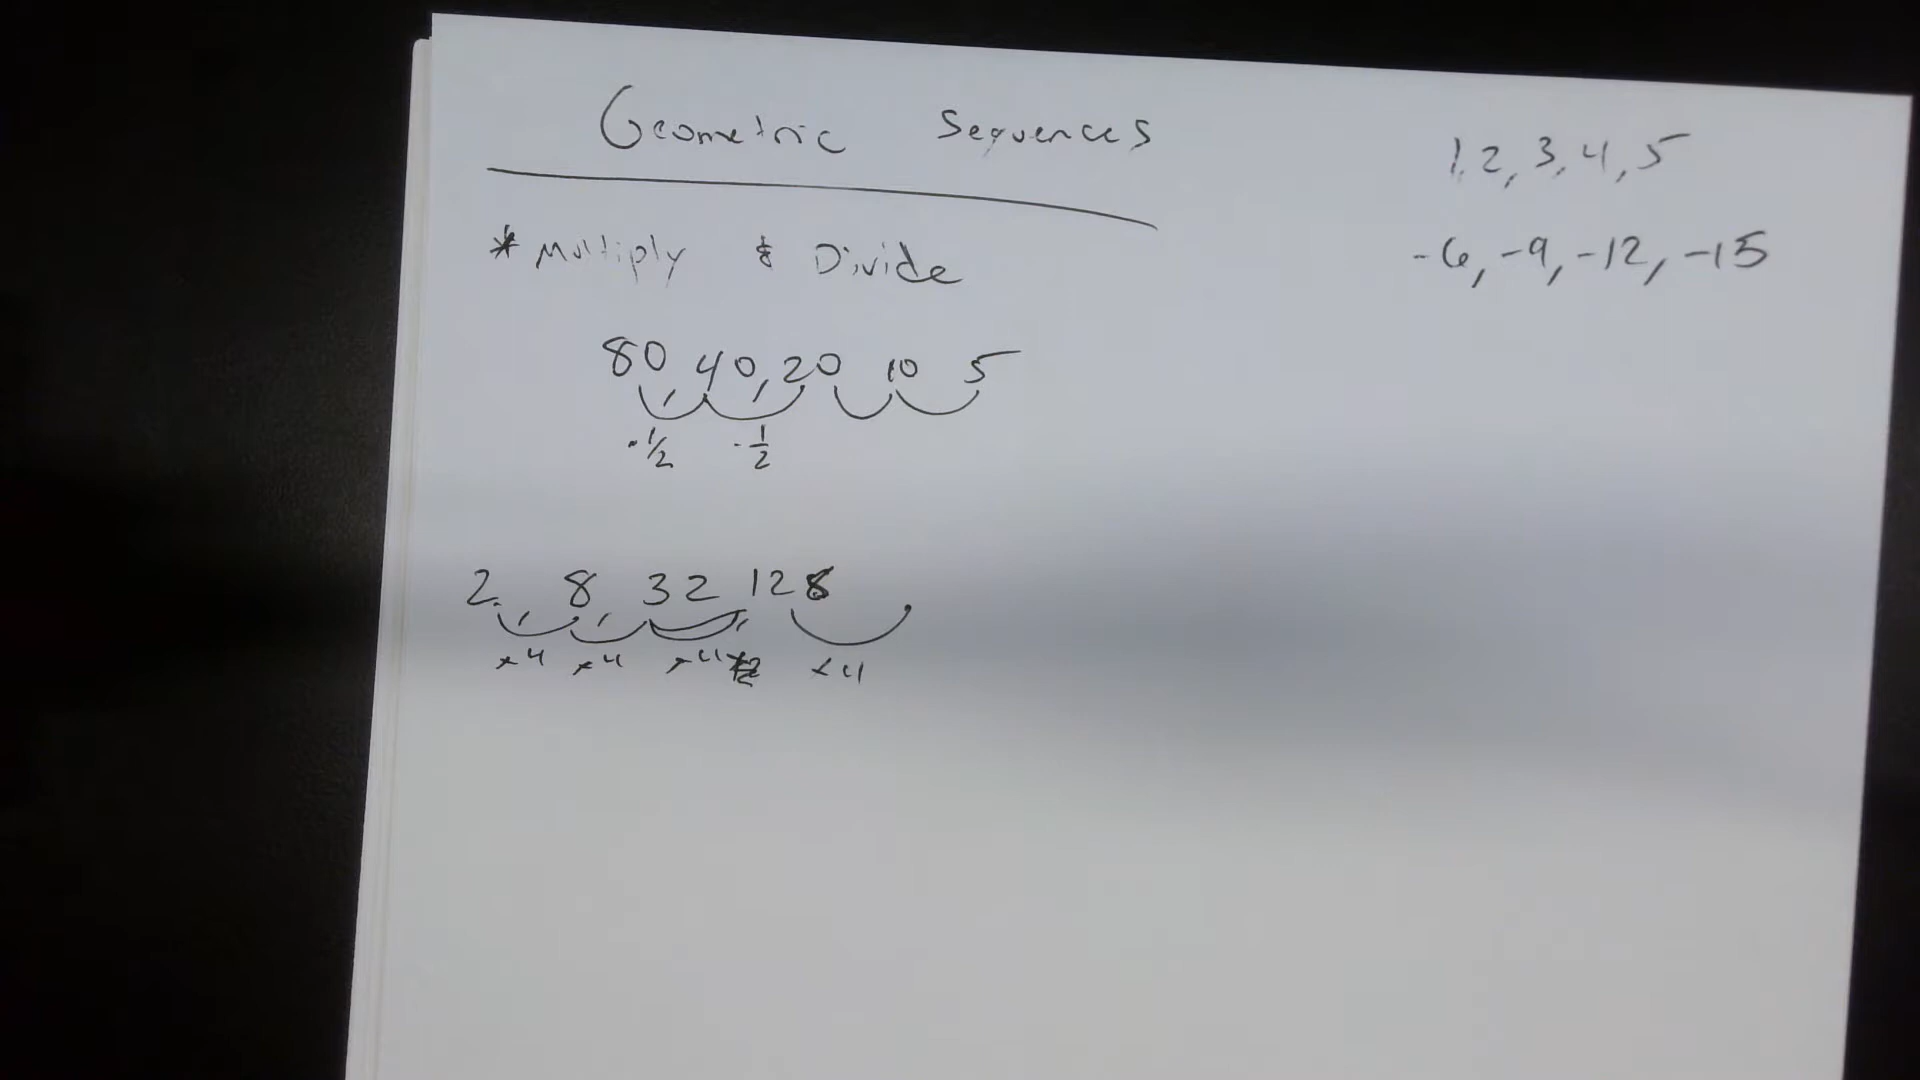 Geometric Sequences
* Multiply & Divide
80, 40, 20 10 5
·1/2 ·1/2
2, 8, 32, 128
×4 ×4 ×4 ×4
1, 2, 3, 4, 5
-6, -9, -12, -15